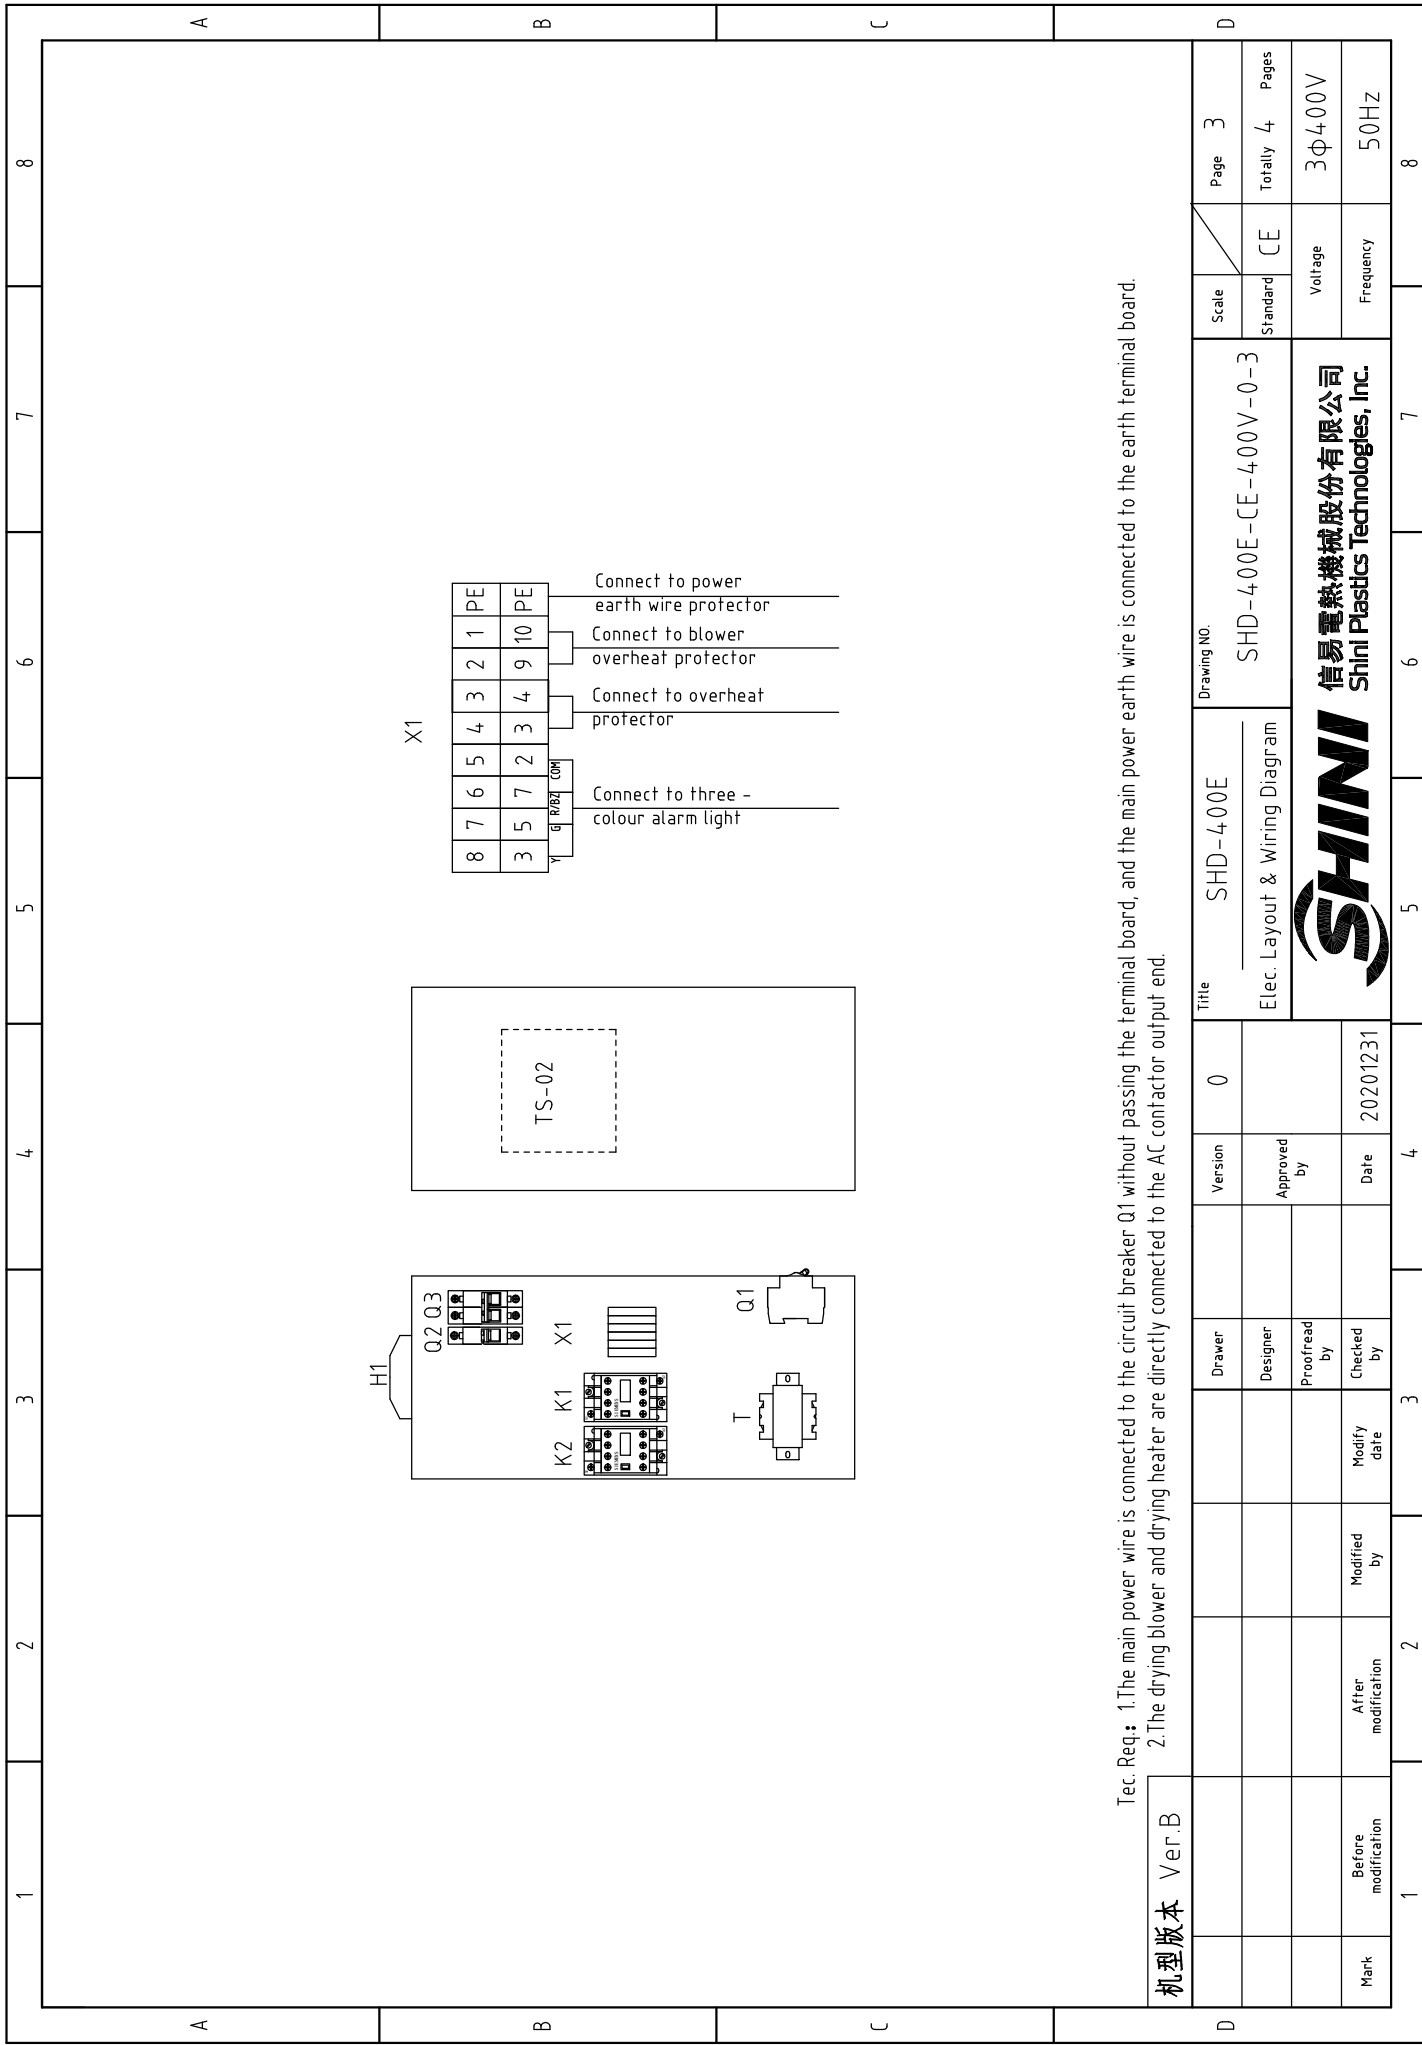 1 2 3 4 5 6 7 8
A
B
C
D
A
B
C
D
H1
Q2 Q3
K2 K1 X1
T
Q1
TS-02
X1
8 7 6 5 4 3 2 1 PE
3 5 7 2 3 4 9 10 PE
Y G R/BZ COM
Connect to three -
colour alarm light
Connect to overheat
protector
Connect to blower
overheat protector
Connect to power
earth wire protector
Tec. Req.: 1.The main power wire is connected to the circuit breaker Q1 without passing the terminal board, and the main power earth wire is connected to the earth terminal board.
2.The drying blower and drying heater are directly connected to the AC contactor output end.
机型版本 Ver.B
Mark
Before
modification
After
modification
Modified
by
Modify
date
Drawer
Designer
Proofread
by
Checked
by
Version
0
Approved
by
Date
20201231
Title
SHD-400E
Elec. Layout & Wiring Diagram
Drawing NO.
SHD-400E-CE-400V-0-3
SHINI
信易電熱機械股份有限公司
Shini Plastics Technologies, Inc.
Scale
Page 3
Standard CE
Totally 4 Pages
Voltage
3ϕ400V
Frequency
50HZ
1 2 3 4 5 6 7 8